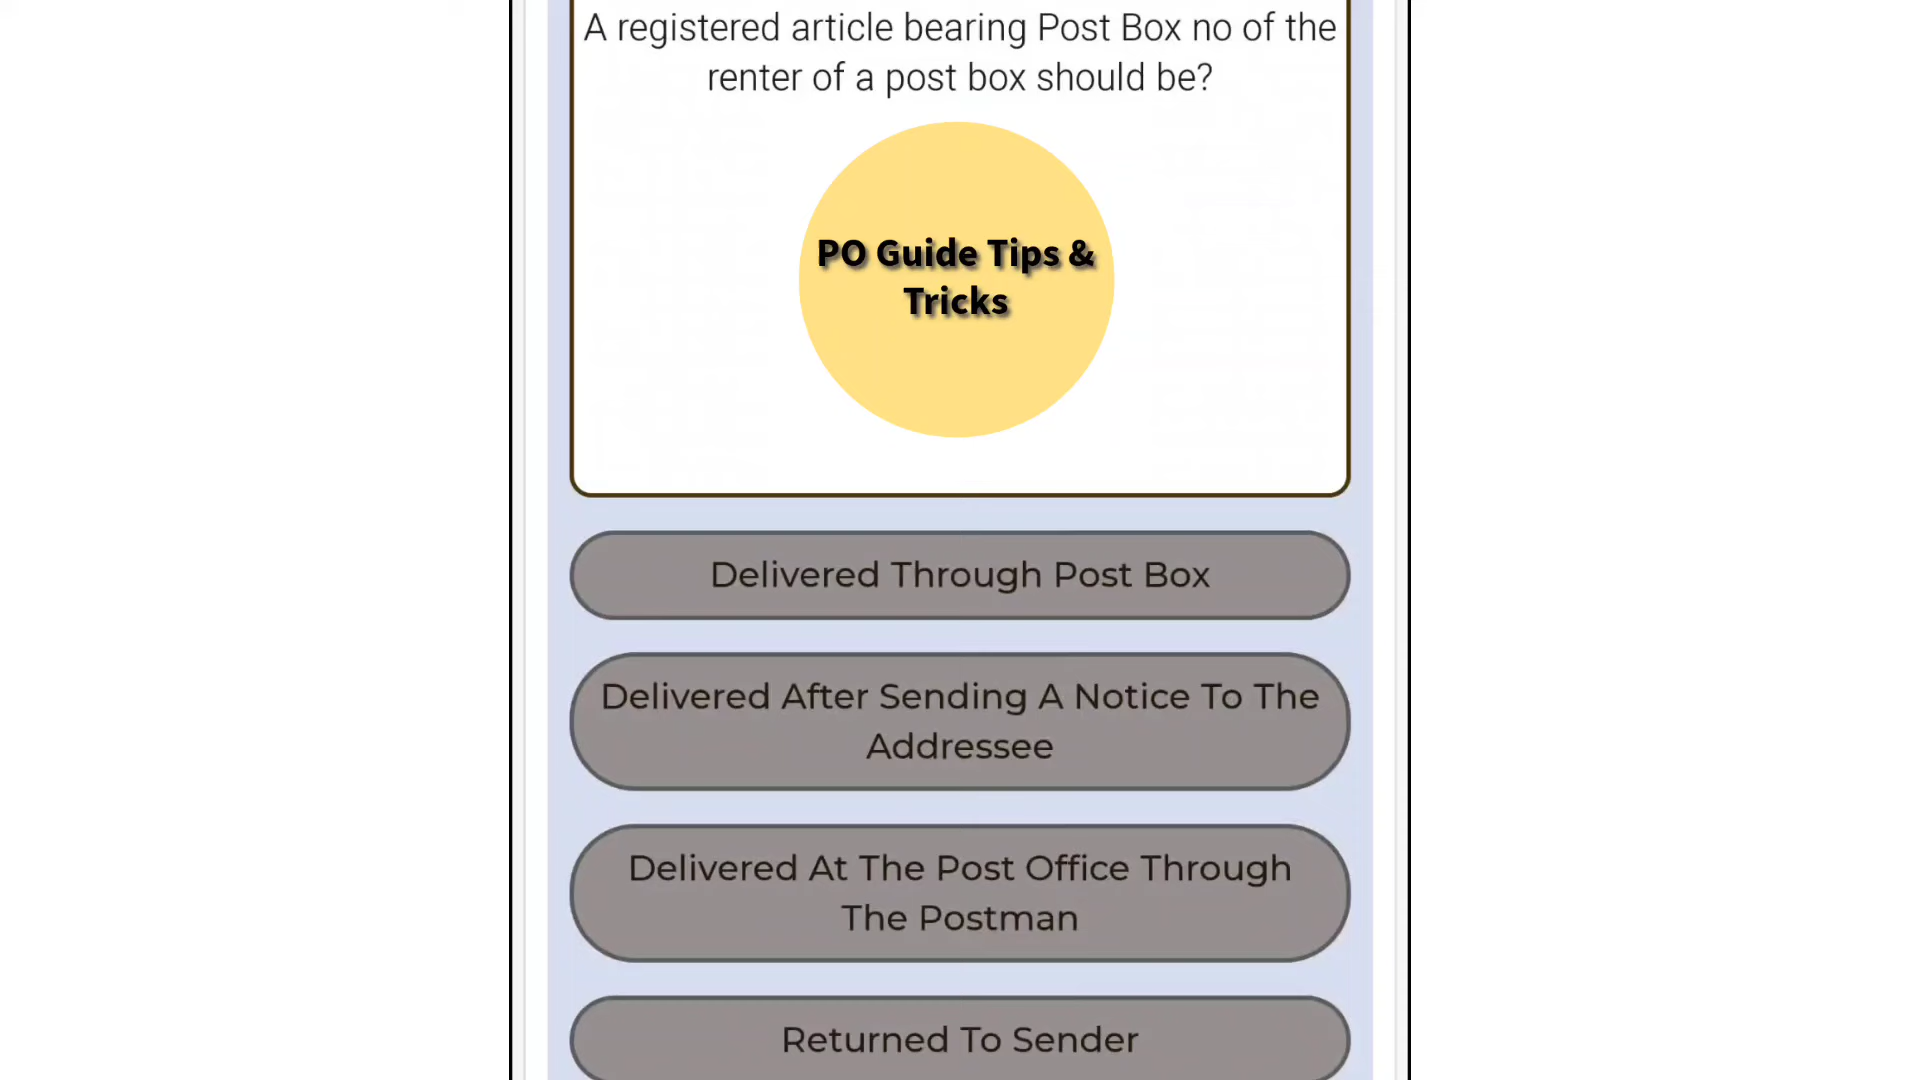 A registered article bearing Post Box no of the
renter of a post box should be?
PO Guide Tips &
Tricks
Delivered Through Post Box
Delivered After Sending A Notice To The
Addressee
Delivered At The Post Office Through
The Postman
Returned To Sender